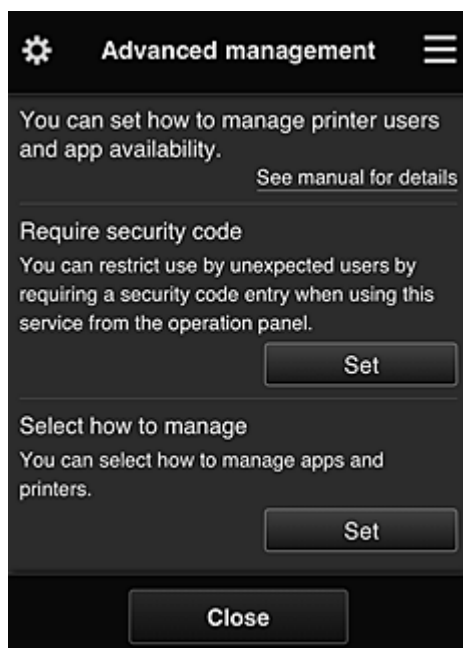 Advanced management
You can set how to manage printer users
and app availability.
See manual for details
Require security code
You can restrict use by unexpected users by
requiring a security code entry when using this
service from the operation panel.
Set
Select how to manage
You can select how to manage apps and
printers.
Set
Close